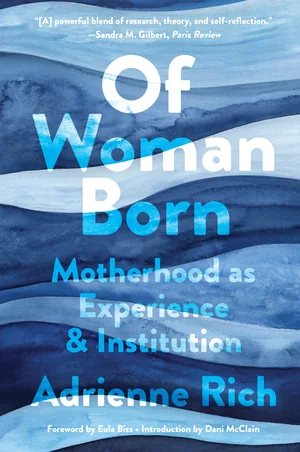 “[A] powerful blend of research, theory, and self-reflection.”
—Sandra M. Gilbert, Paris Review
Of
Woman
Born
Motherhood as
Experience
& Institution
Adrienne Rich
Foreword by Eula Biss • Introduction by Dani McClain